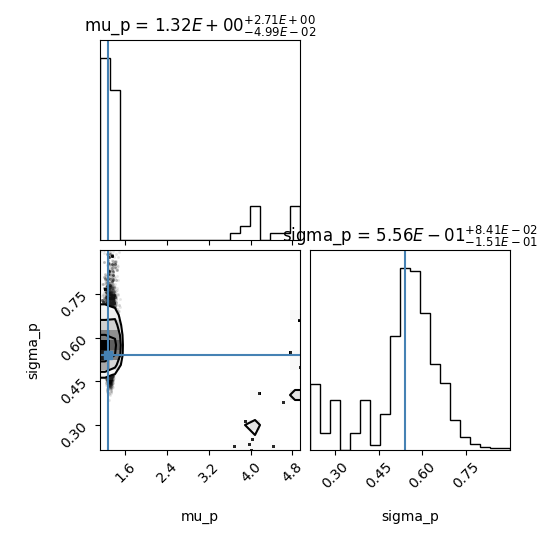 mu_p = 1.32E + 00 +2.71E + 00 −4.99E − 02
sigma_p = 5.56E − 01 +8.41E − 02 −1.51E − 01
0.75
0.60
0.45
0.30
sigma_p
1.6 2.4 3.2 4.0 4.8
0.30 0.45 0.60 0.75
mu_p
sigma_p